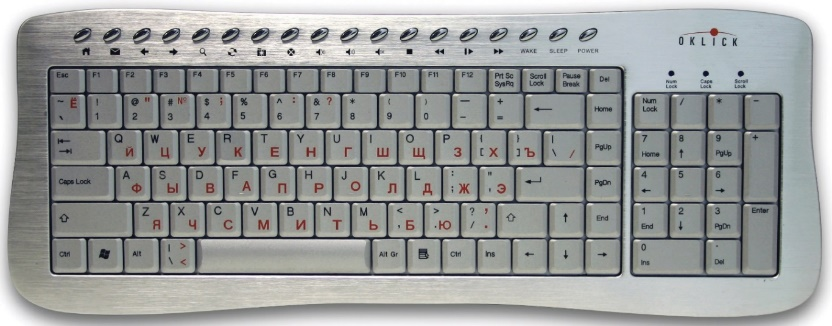 OKLICK
WAKE SLEEP POWER
Num Lock Caps Lock Scroll Lock
Esc F1 F2 F3 F4 F5 F6 F7 F8 F9 F10 F11 F12 Prt Sc SysRq Scroll Lock Pause Break Del
~ ` Ё ! 1 @ " 2 # № 3 $ ; 4 % 5 ^ : 6 & ? 7 * 8 ( 9 ) 0 — - + = ← Home Num Lock / * -
Q Й W Ц E У R К T Е Y Н U Г I Ш O Щ P З { [ Х } ] Ъ | \ / PgUp 7 Home 8 ↑ 9 PgUp +
Caps Lock A Ф S Ы D В F А G П H Р J О K Л L Д : ; Ж " ' Э PgDn 4 ← 5 6 →
Z Я X Ч C С V М B И N Т M Ь < , Б > . Ю ? / , . ↑ End 1 End 2 ↓ 3 PgDn Enter
Ctrl Alt | \ > < Alt Gr Ctrl Ins ← ↓ → 0 Ins . Del